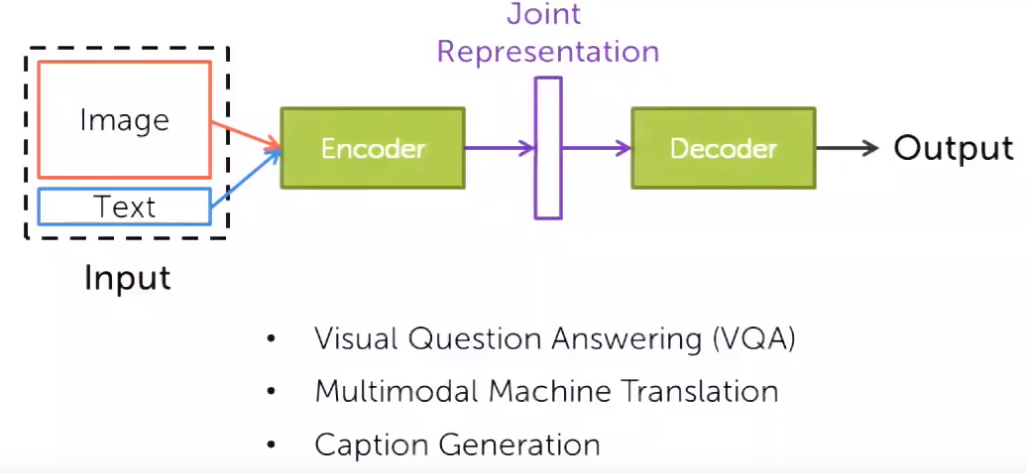 Joint
Representation
Image
Encoder
Decoder
Output
Text
Input
• Visual Question Answering (VQA)
• Multimodal Machine Translation
• Caption Generation